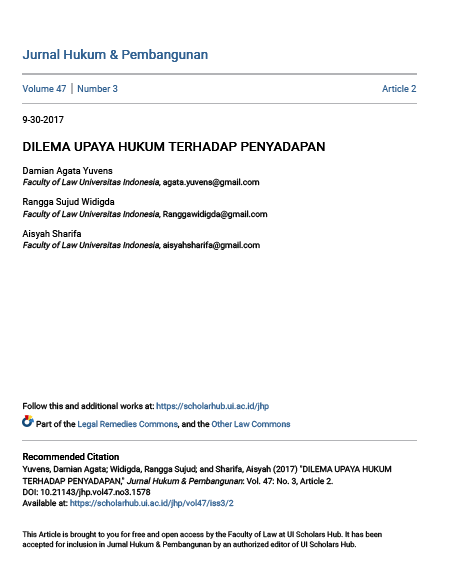 Jurnal Hukum & Pembangunan
Volume 47 | Number 3 Article 2
9-30-2017
DILEMA UPAYA HUKUM TERHADAP PENYADAPAN
Damian Agata Yuvens
Faculty of Law Universitas Indonesia, agata.yuvens@gmail.com
Rangga Sujud Widigda
Faculty of Law Universitas Indonesia, Ranggawidigda@gmail.com
Aisyah Sharifa
Faculty of Law Universitas Indonesia, aisyahsharifa@gmail.com
Follow this and additional works at: https://scholarhub.ui.ac.id/jhp
Part of the Legal Remedies Commons, and the Other Law Commons
Recommended Citation
Yuvens, Damian Agata; Widigda, Rangga Sujud; and Sharifa, Aisyah (2017) "DILEMA UPAYA HUKUM
TERHADAP PENYADAPAN," Jurnal Hukum & Pembangunan: Vol. 47: No. 3, Article 2.
DOI: 10.21143/jhp.vol47.no3.1578
Available at: https://scholarhub.ui.ac.id/jhp/vol47/iss3/2
This Article is brought to you for free and open access by the Faculty of Law at UI Scholars Hub. It has been
accepted for inclusion in Jurnal Hukum & Pembangunan by an authorized editor of UI Scholars Hub.